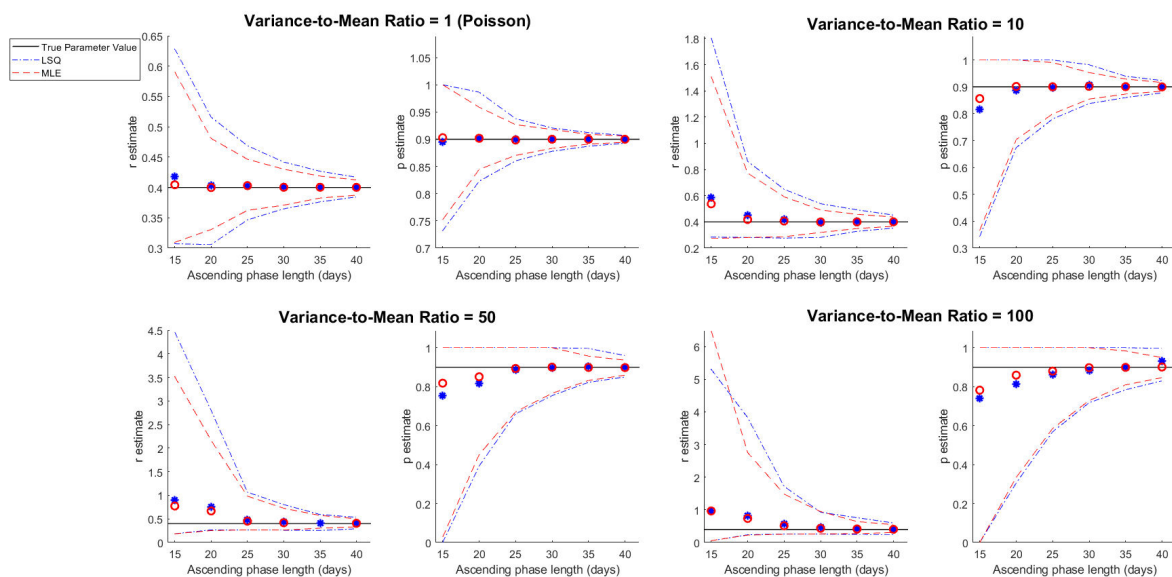 Variance-to-Mean Ratio = 1 (Poisson)
True Parameter Value
LSQ
MLE
0.65
0.6
0.55
0.5
0.45
0.4
0.35
0.3
r estimate
15 20 25 30 35 40
Ascending phase length (days)
1.05
1
0.95
0.9
0.85
0.8
0.75
0.7
p estimate
15 20 25 30 35 40
Ascending phase length (days)
Variance-to-Mean Ratio = 10
1.8
1.6
1.4
1.2
1
0.8
0.6
0.4
0.2
r estimate
15 20 25 30 35 40
Ascending phase length (days)
1.1
1
0.9
0.8
0.7
0.6
0.5
0.4
0.3
p estimate
15 20 25 30 35 40
Ascending phase length (days)
Variance-to-Mean Ratio = 50
4.5
4
3.5
3
2.5
2
1.5
1
0.5
0
r estimate
15 20 25 30 35 40
Ascending phase length (days)
1
0.8
0.6
0.4
0.2
0
p estimate
15 20 25 30 35 40
Ascending phase length (days)
Variance-to-Mean Ratio = 100
6
5
4
3
2
1
0
r estimate
15 20 25 30 35 40
Ascending phase length (days)
1
0.8
0.6
0.4
0.2
0
p estimate
15 20 25 30 35 40
Ascending phase length (days)